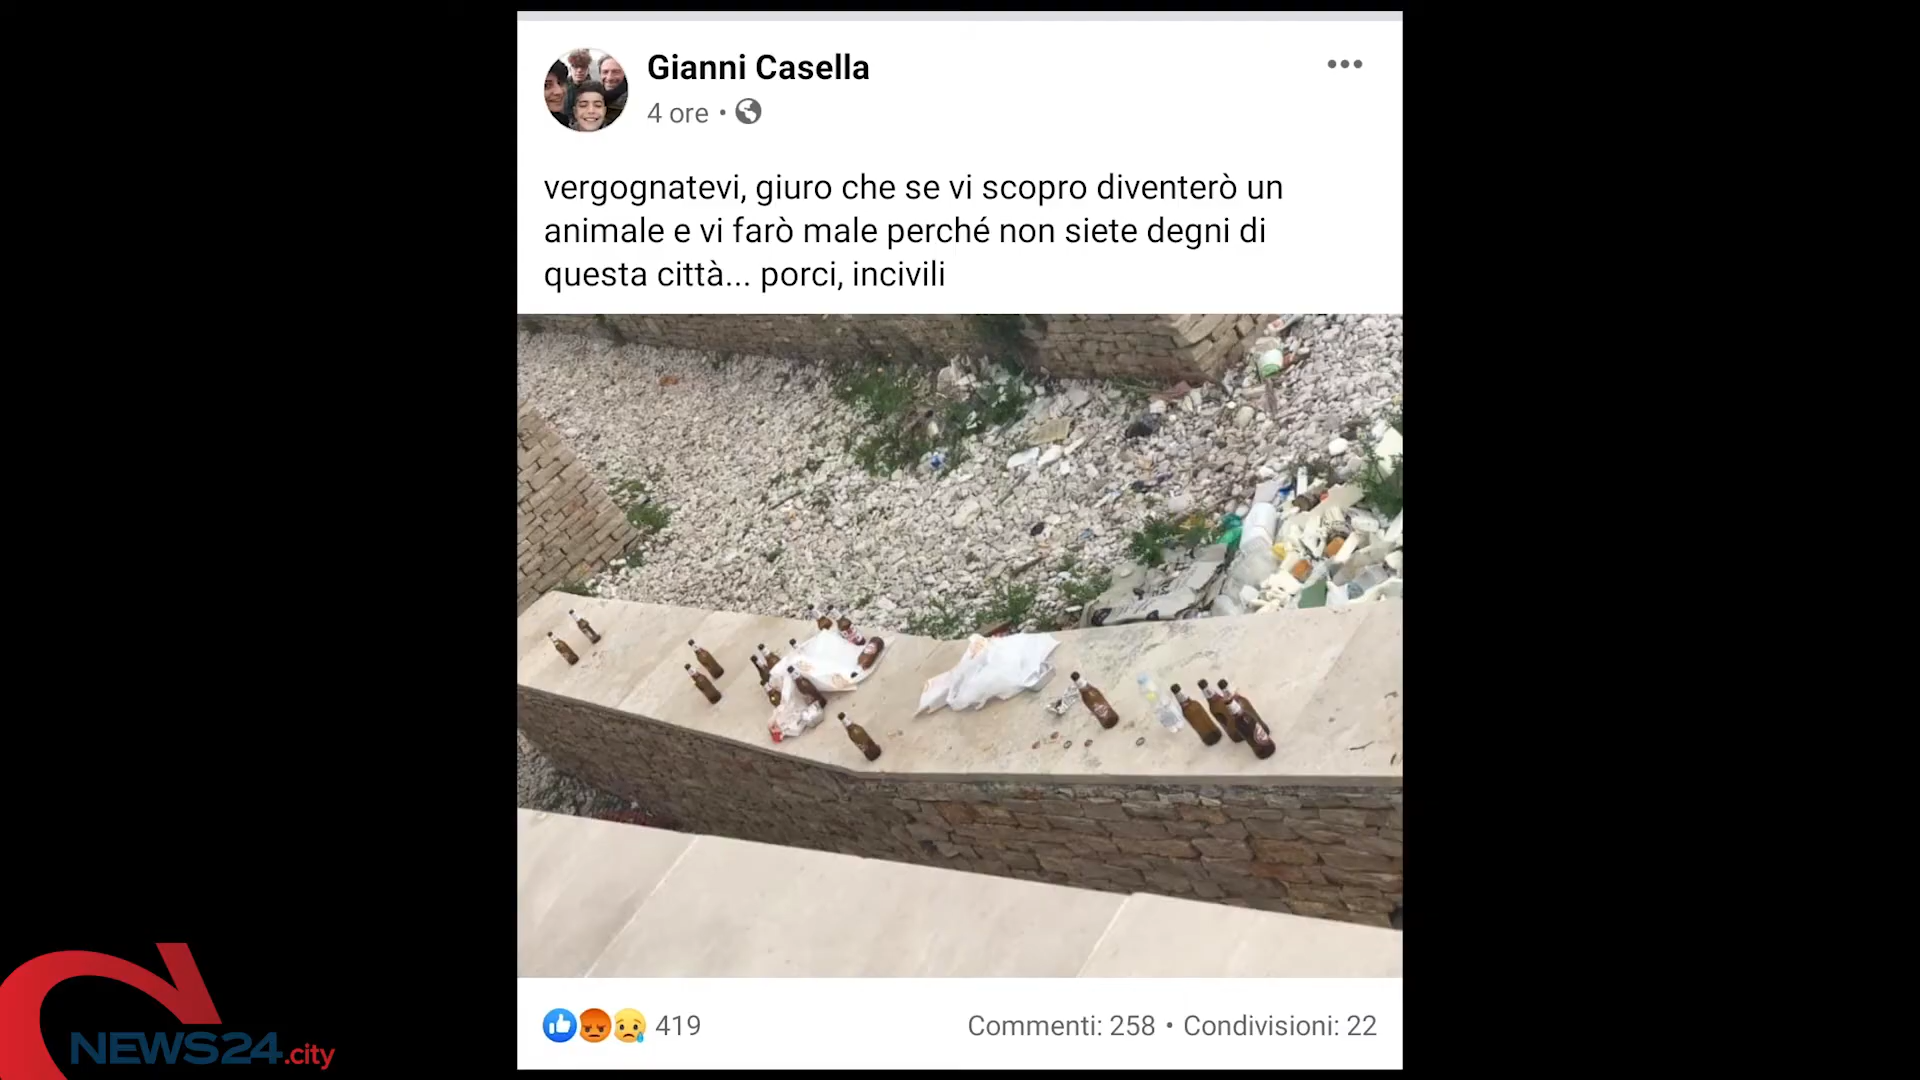 Gianni Casella
4 ore •
vergognatevi, giuro che se vi scopro diventerò un
animale e vi farò male perché non siete degni di
questa città... porci, incivili
419
Commenti: 258 • Condivisioni: 22
NEWS24.city